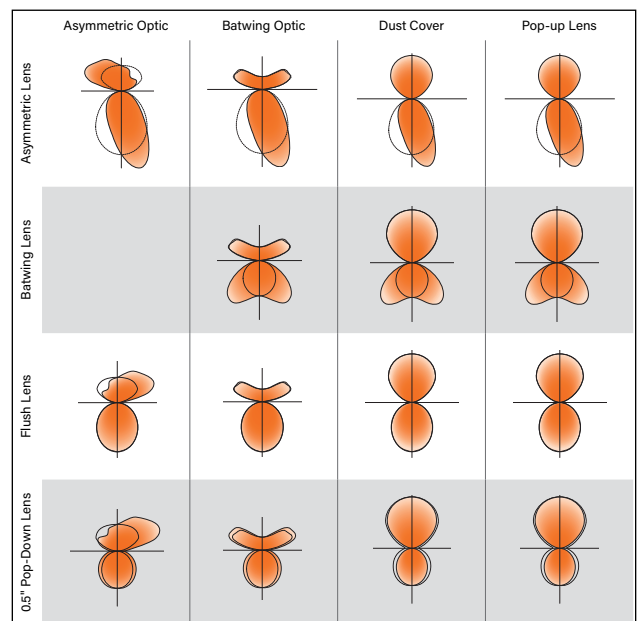 Asymmetric Optic
Batwing Optic
Dust Cover
Pop-up Lens
Asymmetric Lens
Batwing Lens
Flush Lens
0.5" Pop-Down Lens